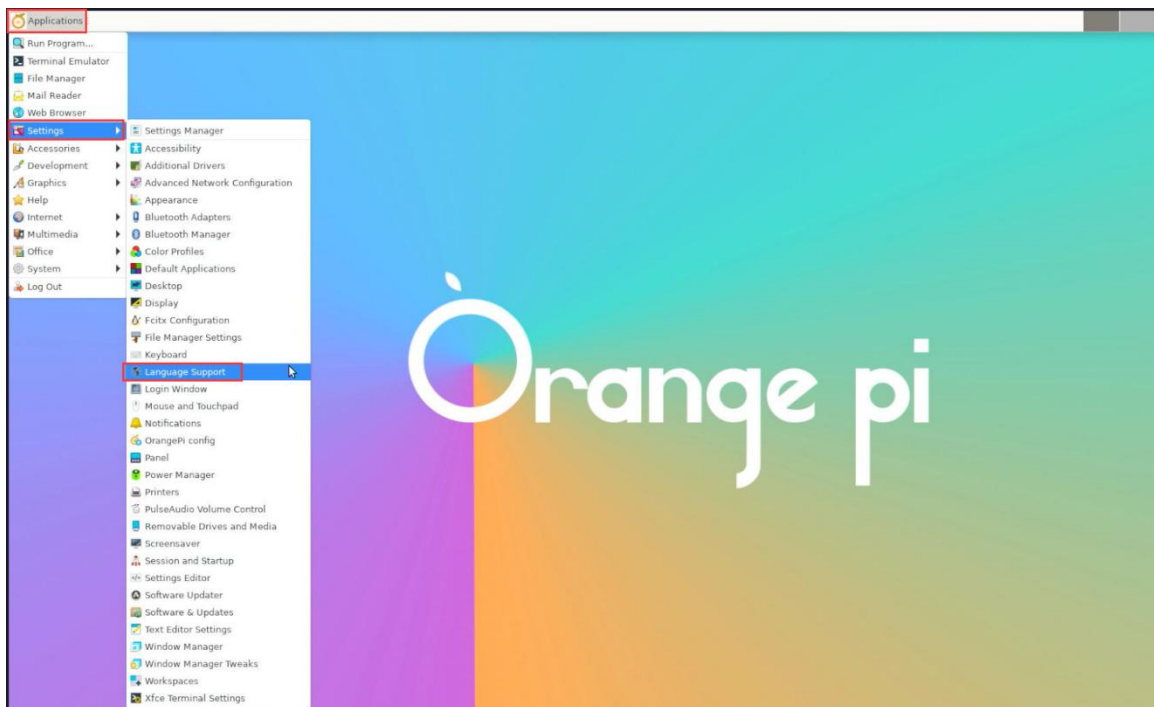 Applications
Run Program...
Terminal Emulator
File Manager
Mail Reader
Web Browser
Settings
Accessories
Development
Graphics
Help
Internet
Multimedia
Office
System
Log Out
Settings Manager
Accessibility
Additional Drivers
Advanced Network Configuration
Appearance
Bluetooth Adapters
Bluetooth Manager
Color Profiles
Default Applications
Desktop
Display
Fcitx Configuration
File Manager Settings
Keyboard
Language Support
Login Window
Mouse and Touchpad
Notifications
OrangePi config
Panel
Power Manager
Printers
PulseAudio Volume Control
Removable Drives and Media
Screensaver
Session and Startup
Settings Editor
Software Updater
Software & Updates
Text Editor Settings
Window Manager
Window Manager Tweaks
Workspaces
Xfce Terminal Settings
Orange pi